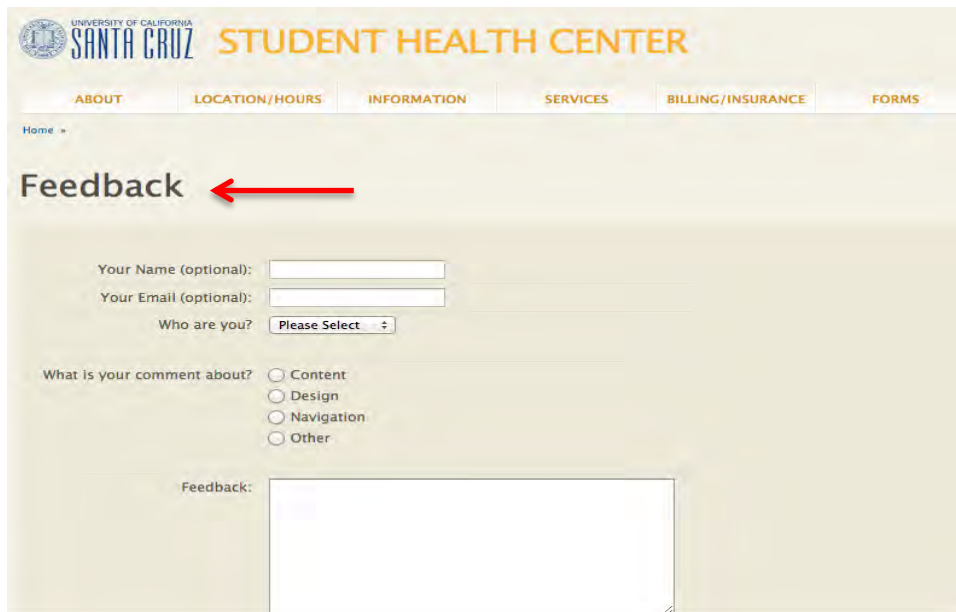 UNIVERSITY OF CALIFORNIA
SANTA CRUZ
STUDENT HEALTH CENTER
ABOUT LOCATION/HOURS INFORMATION SERVICES BILLING/INSURANCE FORMS
Home »
Feedback
Your Name (optional):
Your Email (optional):
Who are you? Please Select
What is your comment about? Content
Design
Navigation
Other
Feedback: